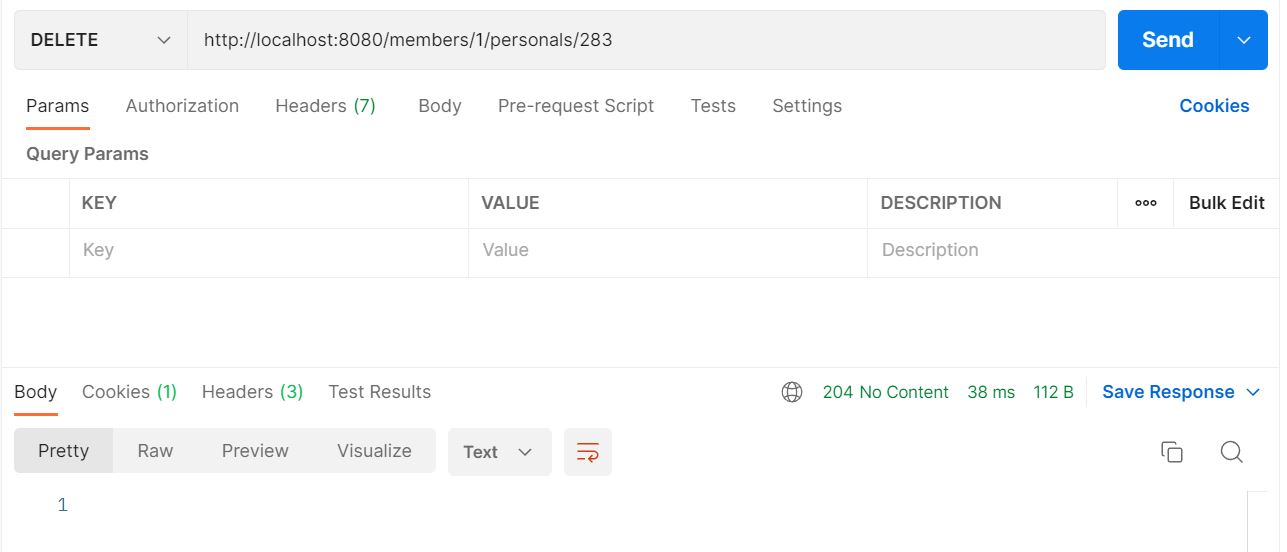 DELETE http://localhost:8080/members/1/personals/283 Send
Params Authorization Headers (7) Body Pre-request Script Tests Settings Cookies
Query Params
KEY VALUE DESCRIPTION ooo Bulk Edit
Key Value Description
Body Cookies (1) Headers (3) Test Results 204 No Content 38 ms 112 B Save Response
Pretty Raw Preview Visualize Text
1